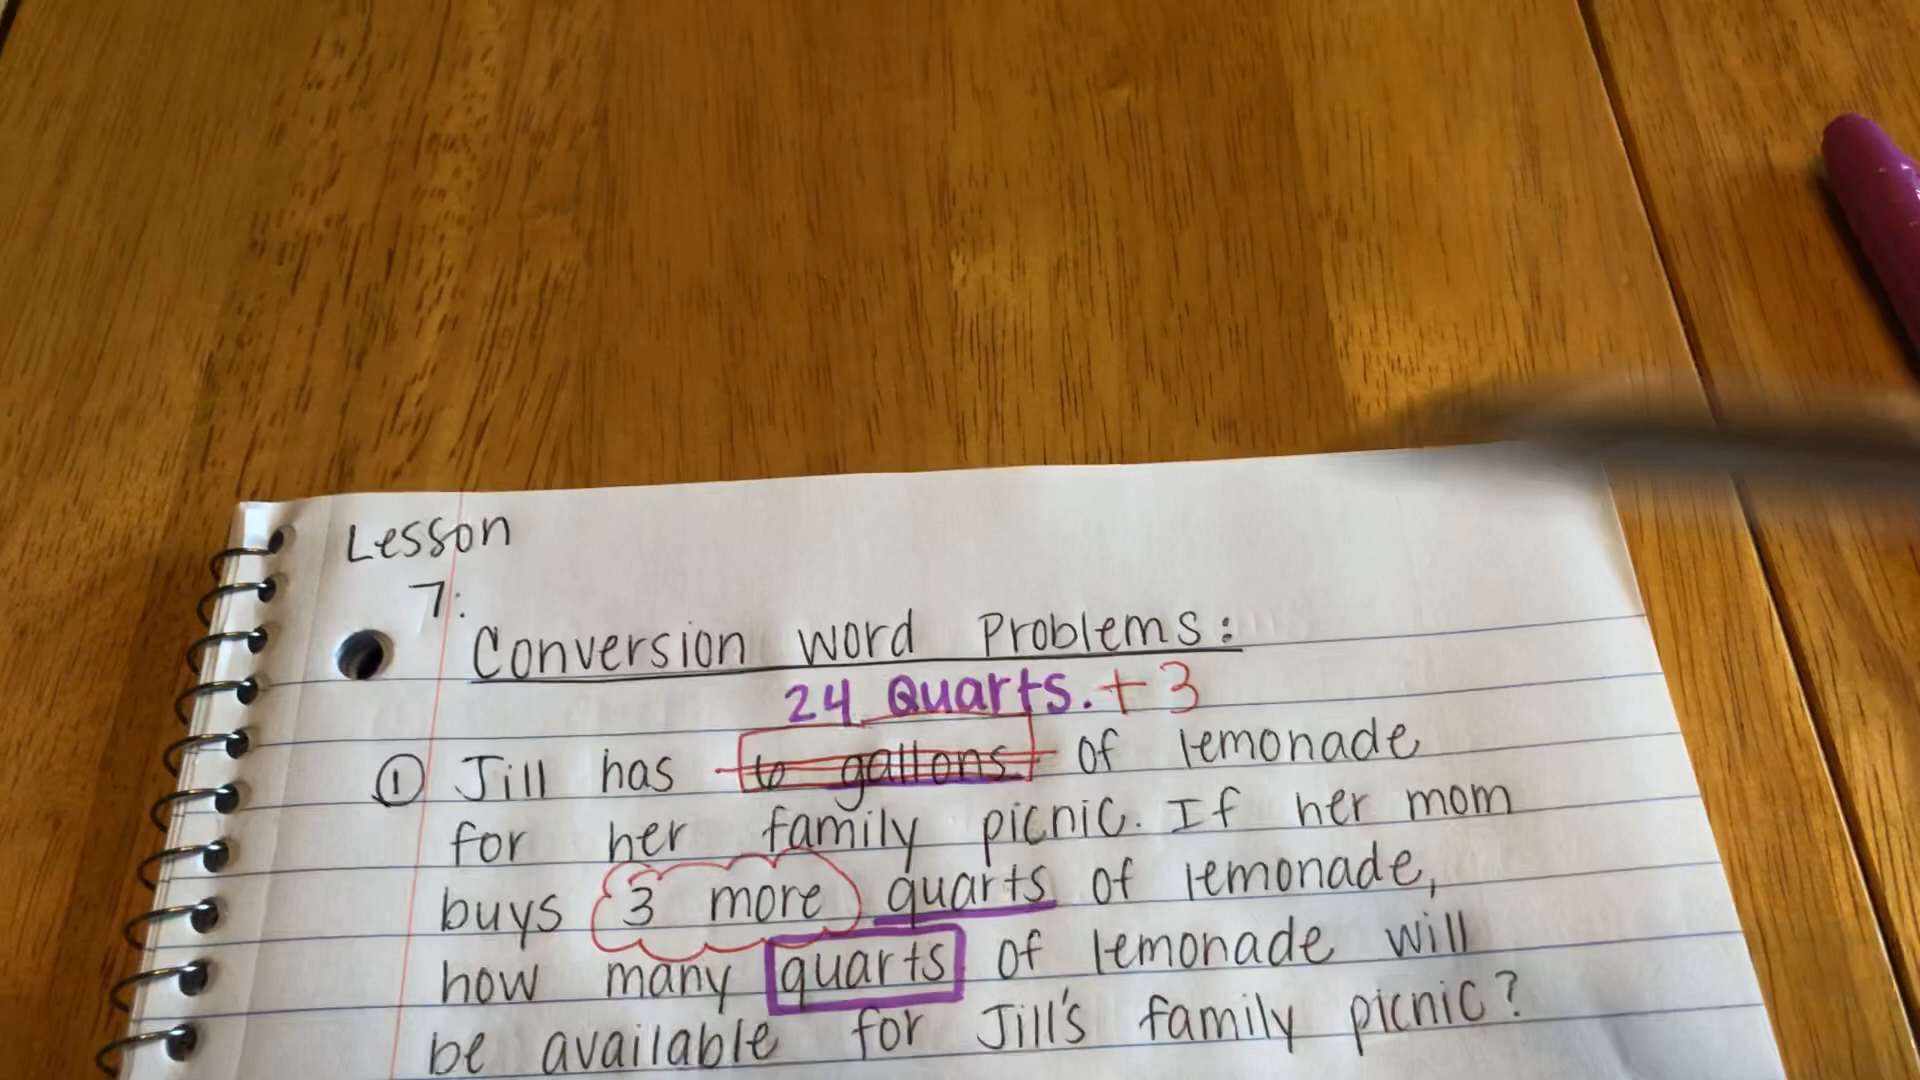 Lesson
7:
Conversion Word Problems:
24 Quarts. + 3
① Jill has 6 gallons of lemonade
for her family picnic. If her mom
buys 3 more quarts of lemonade,
how many quarts of lemonade will
be available for Jill's family picnic?